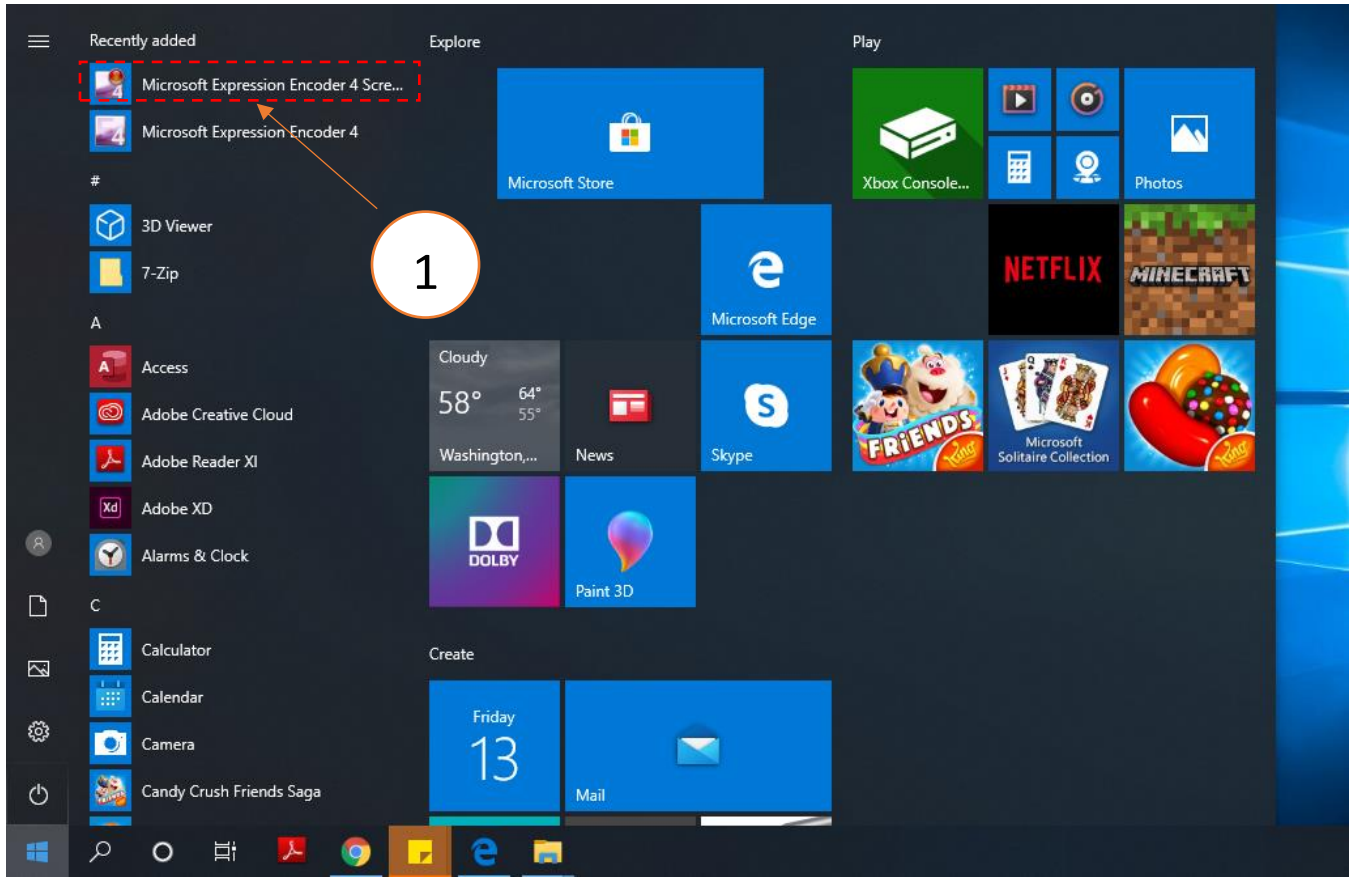 Recently added
Microsoft Expression Encoder 4 Scre...
Microsoft Expression Encoder 4
#
3D Viewer
7-Zip
A
Access
Adobe Creative Cloud
Adobe Reader XI
Adobe XD
Alarms & Clock
C
Calculator
Calendar
Camera
Candy Crush Friends Saga
1
Explore
Microsoft Store
Microsoft Edge
Cloudy
58° 64°
55°
Washington,...
News
Skype
DOLBY
Paint 3D
Create
Friday
13
Mail
Play
Xbox Console...
Photos
NETFLIX
MINECRAFT
FRIENDS
King
Microsoft
Solitaire Collection
King